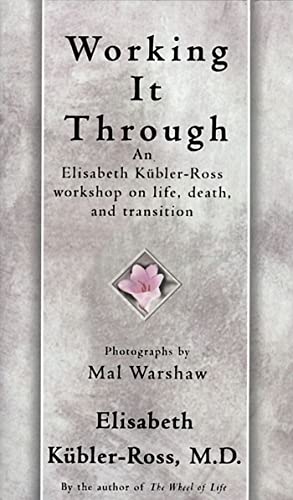 Working
It
Through
An
Elisabeth Kübler-Ross
workshop on life, death,
and transition
Photographs by
Mal Warshaw
Elisabeth
Kübler-Ross, M.D.
By the author of The Wheel of Life